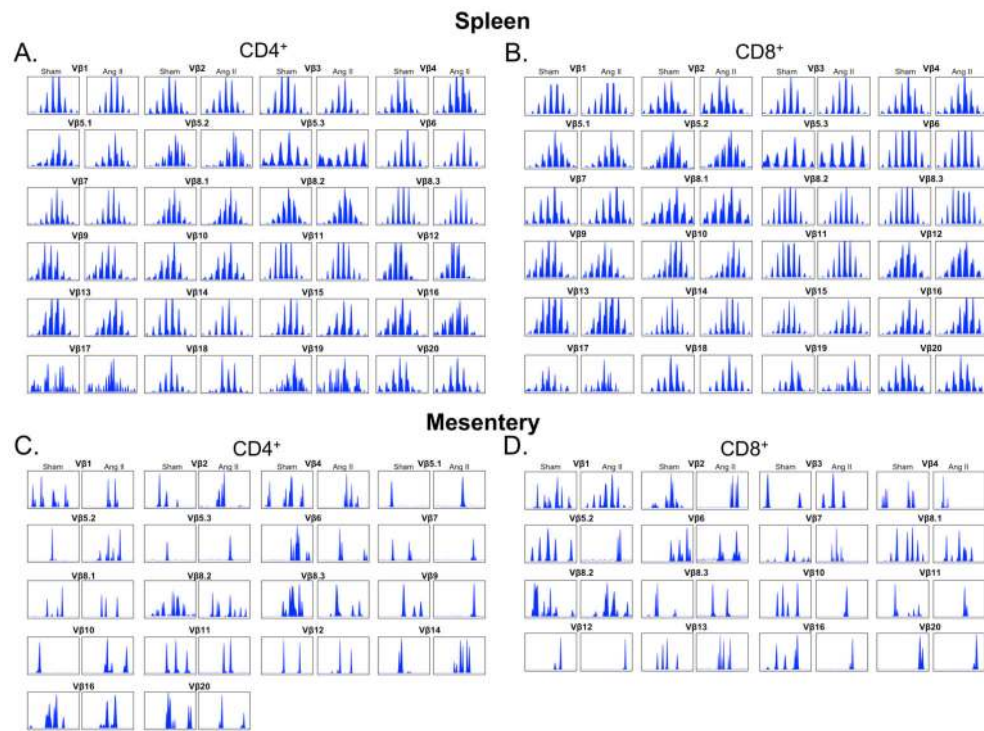 Spleen
A. CD4⁺
Vβ1 Vβ2 Vβ3 Vβ4
Sham Ang II Sham Ang II Sham Ang II Sham Ang II
Vβ5.1 Vβ5.2 Vβ5.3 Vβ6
Vβ7 Vβ8.1 Vβ8.2 Vβ8.3
Vβ9 Vβ10 Vβ11 Vβ12
Vβ13 Vβ14 Vβ15 Vβ16
Vβ17 Vβ18 Vβ19 Vβ20
B. CD8⁺
Vβ1 Vβ2 Vβ3 Vβ4
Sham Ang II Sham Ang II Sham Ang II Sham Ang II
Vβ5.1 Vβ5.2 Vβ5.3 Vβ6
Vβ7 Vβ8.1 Vβ8.2 Vβ8.3
Vβ9 Vβ10 Vβ11 Vβ12
Vβ13 Vβ14 Vβ15 Vβ16
Vβ17 Vβ18 Vβ19 Vβ20
Mesentery
C. CD4⁺
Vβ1 Vβ2 Vβ4 Vβ5.1
Sham Ang II Sham Ang II Sham Ang II Sham Ang II
Vβ5.2 Vβ5.3 Vβ6 Vβ7
Vβ8.1 Vβ8.2 Vβ8.3 Vβ9
Vβ10 Vβ11 Vβ12 Vβ14
Vβ16 Vβ20
D. CD8⁺
Vβ1 Vβ2 Vβ3 Vβ4
Sham Ang II Sham Ang II Sham Ang II Sham Ang II
Vβ5.2 Vβ6 Vβ7 Vβ8.1
Vβ8.2 Vβ8.3 Vβ10 Vβ11
Vβ12 Vβ13 Vβ16 Vβ20